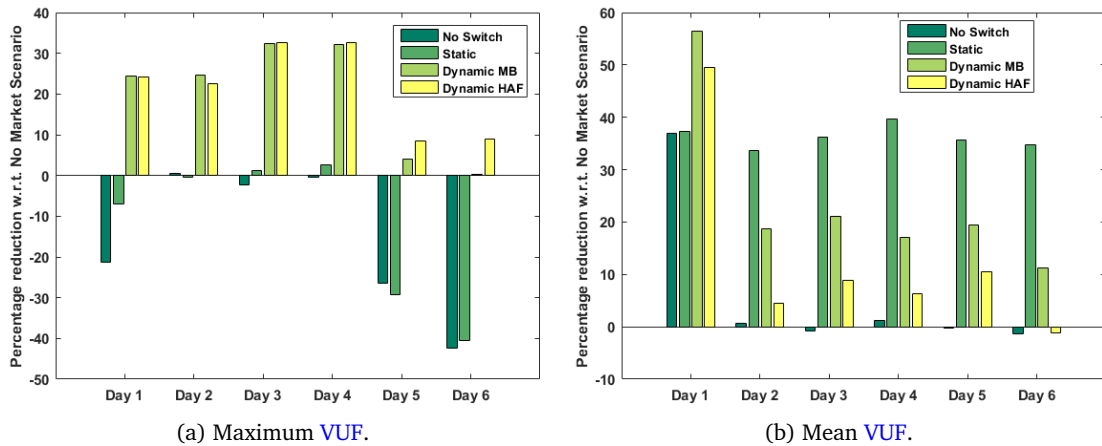 Percentage reduction w.r.t. No Market Scenario
40
30
20
10
0
-10
-20
-30
-40
-50
No Switch
Static
Dynamic MB
Dynamic HAF
Day 1 Day 2 Day 3 Day 4 Day 5 Day 6
(a) Maximum VUF.
Percentage reduction w.r.t. No Market Scenario
60
50
40
30
20
10
0
-10
No Switch
Static
Dynamic MB
Dynamic HAF
Day 1 Day 2 Day 3 Day 4 Day 5 Day 6
(b) Mean VUF.